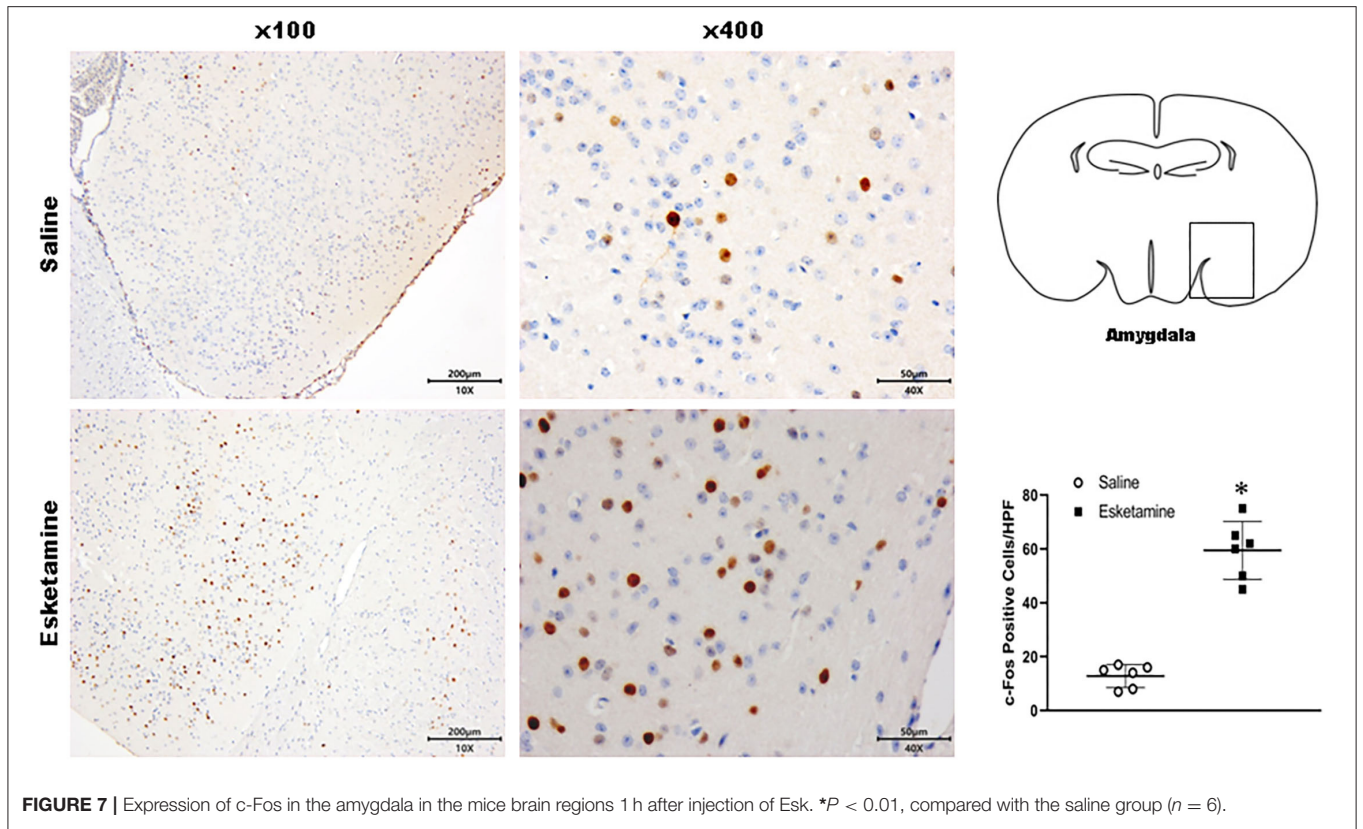 x100
x400
Saline
200µm
10X
50µm
40X
Amygdala
Esketamine
200µm
10X
50µm
40X
Saline
Esketamine
*
c-Fos Positive Cells/HPF
80
60
40
20
0
FIGURE 7 | Expression of c-Fos in the amygdala in the mice brain regions 1 h after injection of Esk. *P < 0.01, compared with the saline group (n = 6).